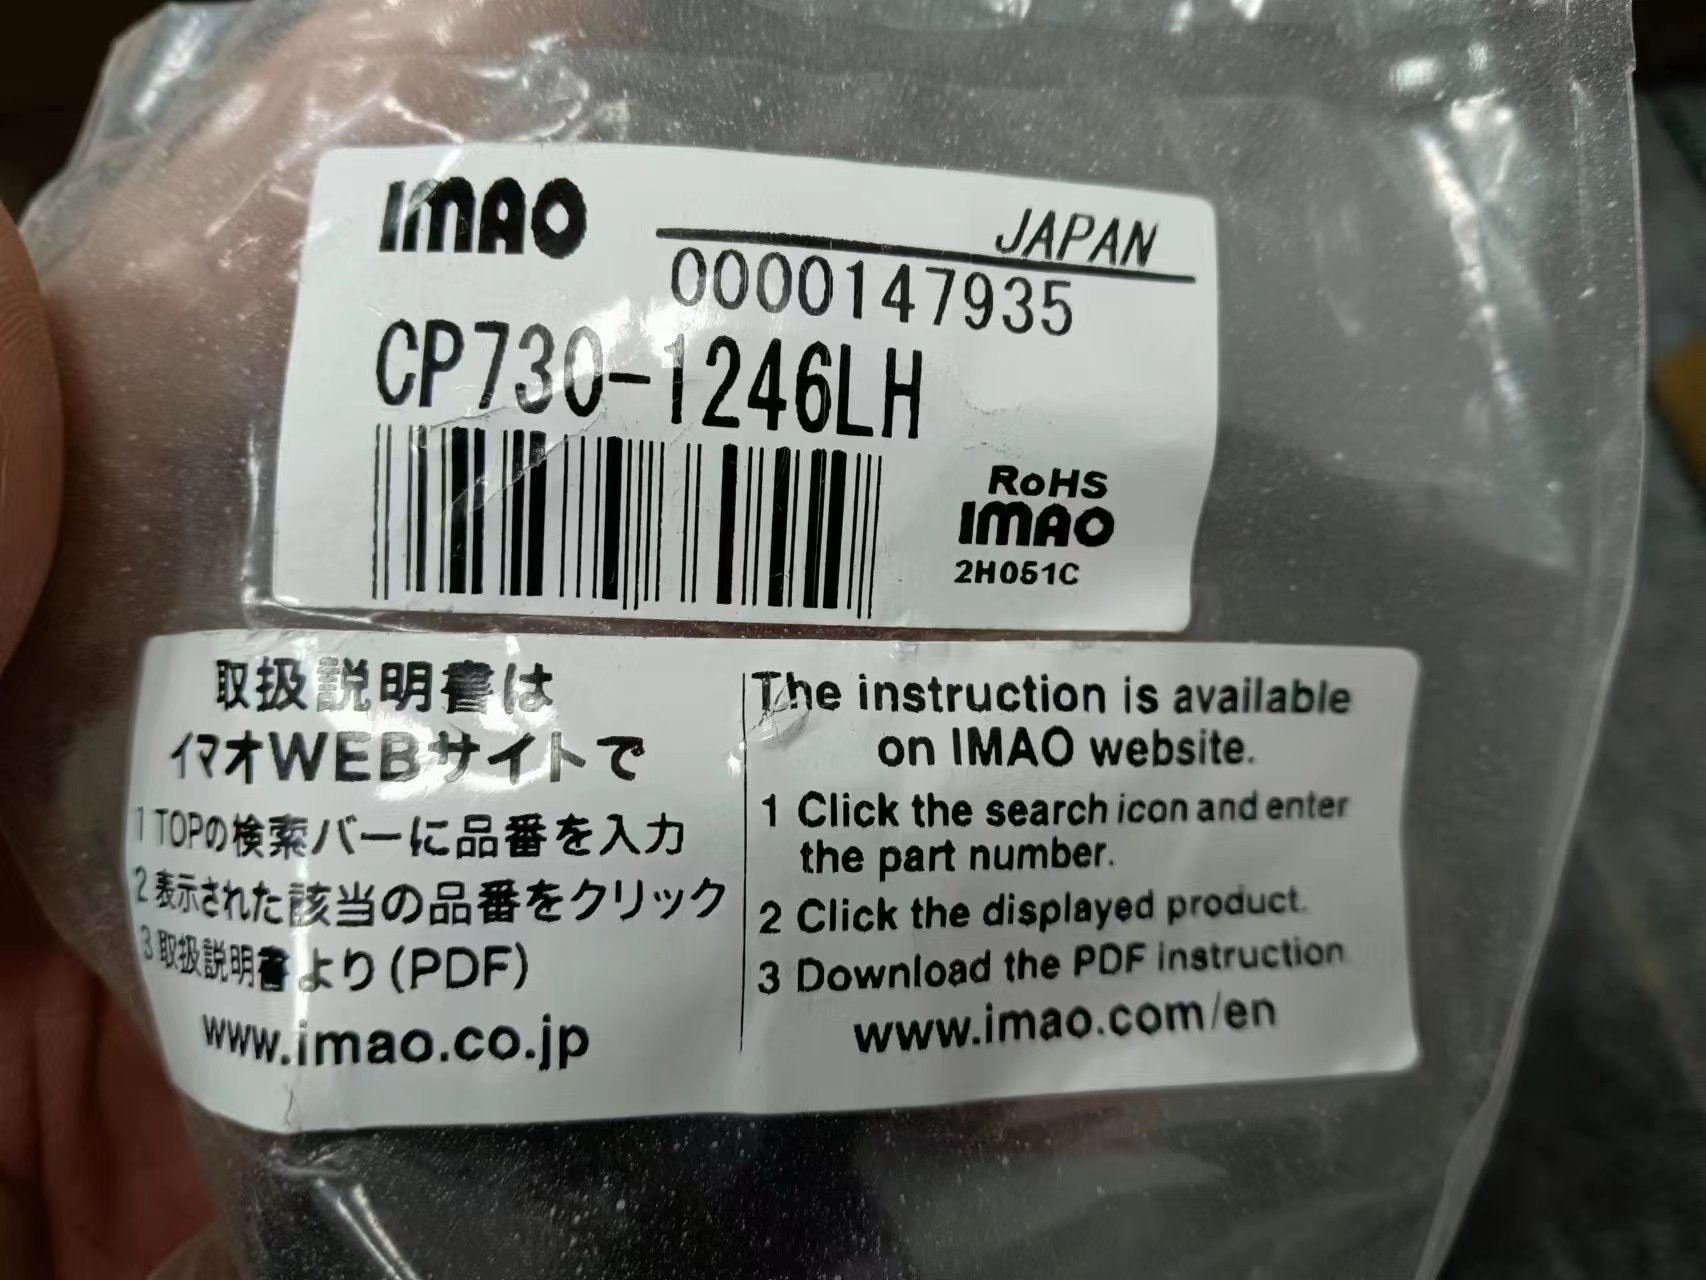 IMAO
JAPAN
0000147935
CP730-1246LH
RoHS
IMAO
2H051C
取扱説明書は
イマオWEBサイトで
1 TOPの検索バーに品番を入力
2 表示された該当の品番をクリック
3 取扱説明書より(PDF)
www.imao.co.jp
The instruction is available
on IMAO website.
1 Click the search icon and enter
the part number.
2 Click the displayed product.
3 Download the PDF instruction
www.imao.com/en